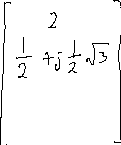 2
1/2 + j 1/2 √3